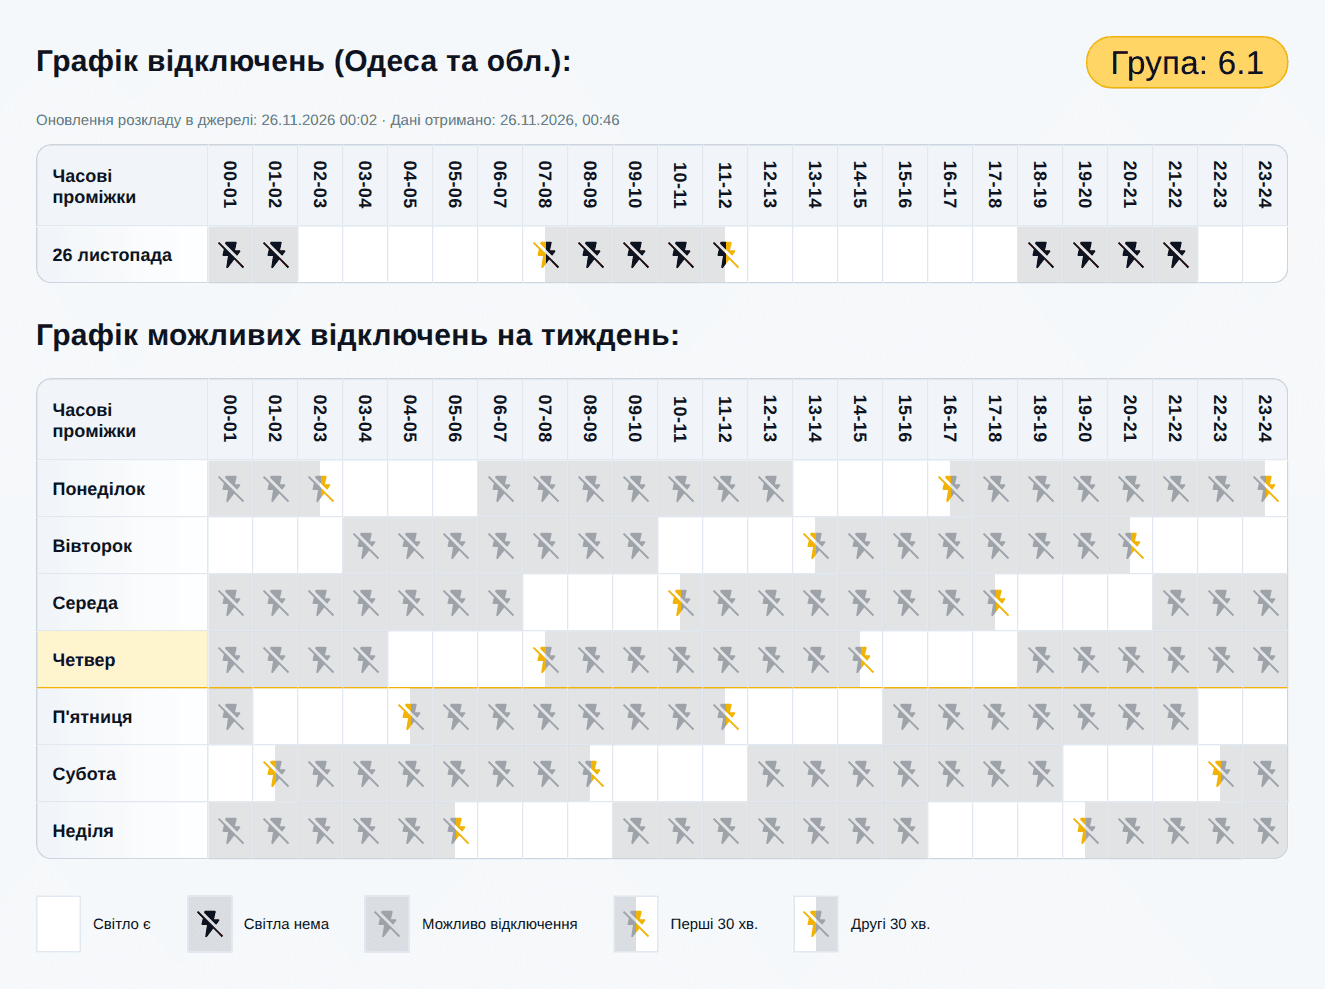 Графік відключень (Одеса та обл.):
Група: 6.1
Оновлення розкладу в джерелі: 26.11.2026 00:02 · Дані отримано: 26.11.2026, 00:46
Часові проміжки 00-01 01-02 02-03 03-04 04-05 05-06 06-07 07-08 08-09 09-10 10-11 11-12 12-13 13-14 14-15 15-16 16-17 17-18 18-19 19-20 20-21 21-22 22-23 23-24
26 листопада
Графік можливих відключень на тиждень:
Часові проміжки 00-01 01-02 02-03 03-04 04-05 05-06 06-07 07-08 08-09 09-10 10-11 11-12 12-13 13-14 14-15 15-16 16-17 17-18 18-19 19-20 20-21 21-22 22-23 23-24
Понеділок
Вівторок
Середа
Четвер
П'ятниця
Субота
Неділя
Світло є Світла нема Можливо відключення Перші 30 хв. Другі 30 хв.